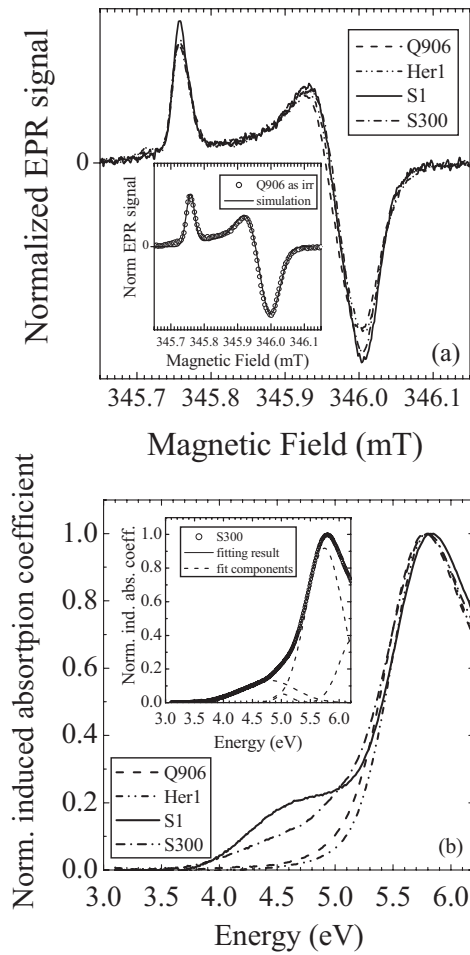 Normalized EPR signal
0
Q906
Her1
S1
S300
Norm EPR signal
0
Q906 as irr
simulation
345.7 345.8 345.9 346.0 346.1
Magnetic Field (mT)
(a)
345.7 345.8 345.9 346.0 346.1
Magnetic Field (mT)
Norm. induced absortpion coefficient
1.0
0.8
0.6
0.4
0.2
0.0
Norm. ind. abs. coeff.
1.0
0.8
0.6
0.4
0.2
0.0
S300
fitting result
fit components
3.0 3.5 4.0 4.5 5.0 5.5 6.0
Energy (eV)
Q906
Her1
S1
S300
(b)
3.0 3.5 4.0 4.5 5.0 5.5 6.0
Energy (eV)